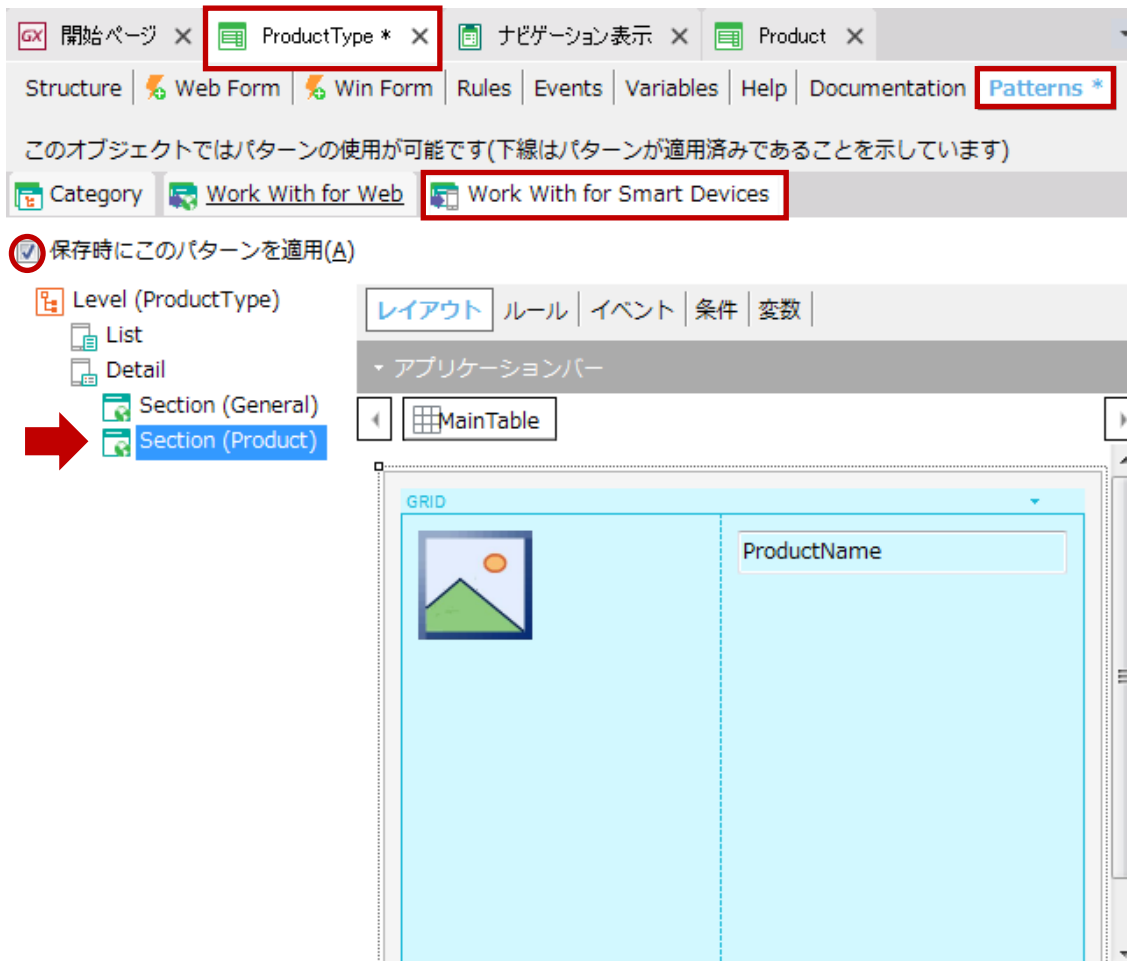 GX 開始ページ ProductType * ナビゲーション表示 Product
Structure Web Form Win Form Rules Events Variables Help Documentation Patterns *
このオブジェクトではパターンの使用が可能です(下線はパターンが適用済みであることを示しています)
Category Work With for Web Work With for Smart Devices
保存時にこのパターンを適用(A)
Level (ProductType)
List
Detail
Section (General)
Section (Product)
レイアウト ルール イベント 条件 変数
アプリケーションバー
MainTable
GRID
ProductName